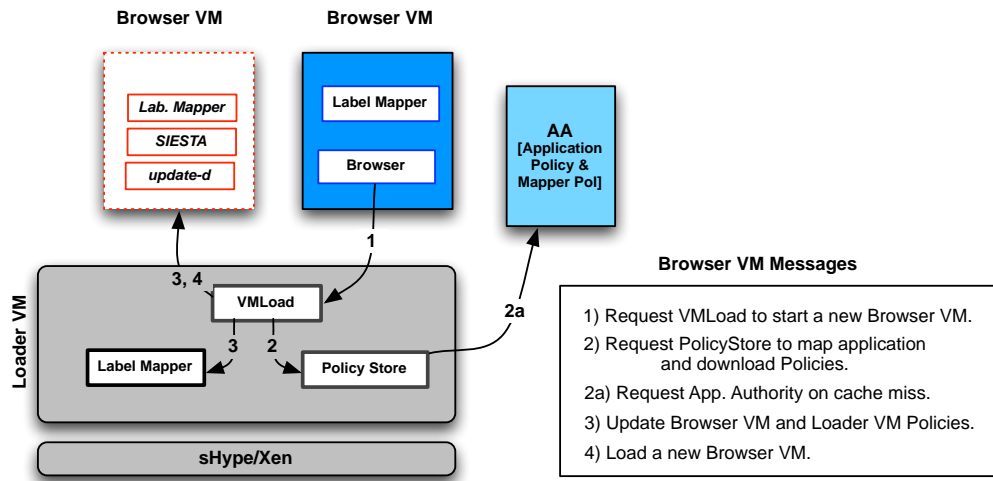 Browser VM
Browser VM
Lab. Mapper
SIESTA
update-d
Label Mapper
Browser
AA
[Application
Policy &
Mapper Pol]
1
3, 4
2a
Loader VM
VMLoad
3
2
Label Mapper
Policy Store
sHype/Xen
Browser VM Messages
1) Request VMLoad to start a new Browser VM.
2) Request PolicyStore to map application
and download Policies.
2a) Request App. Authority on cache miss.
3) Update Browser VM and Loader VM Policies.
4) Load a new Browser VM.